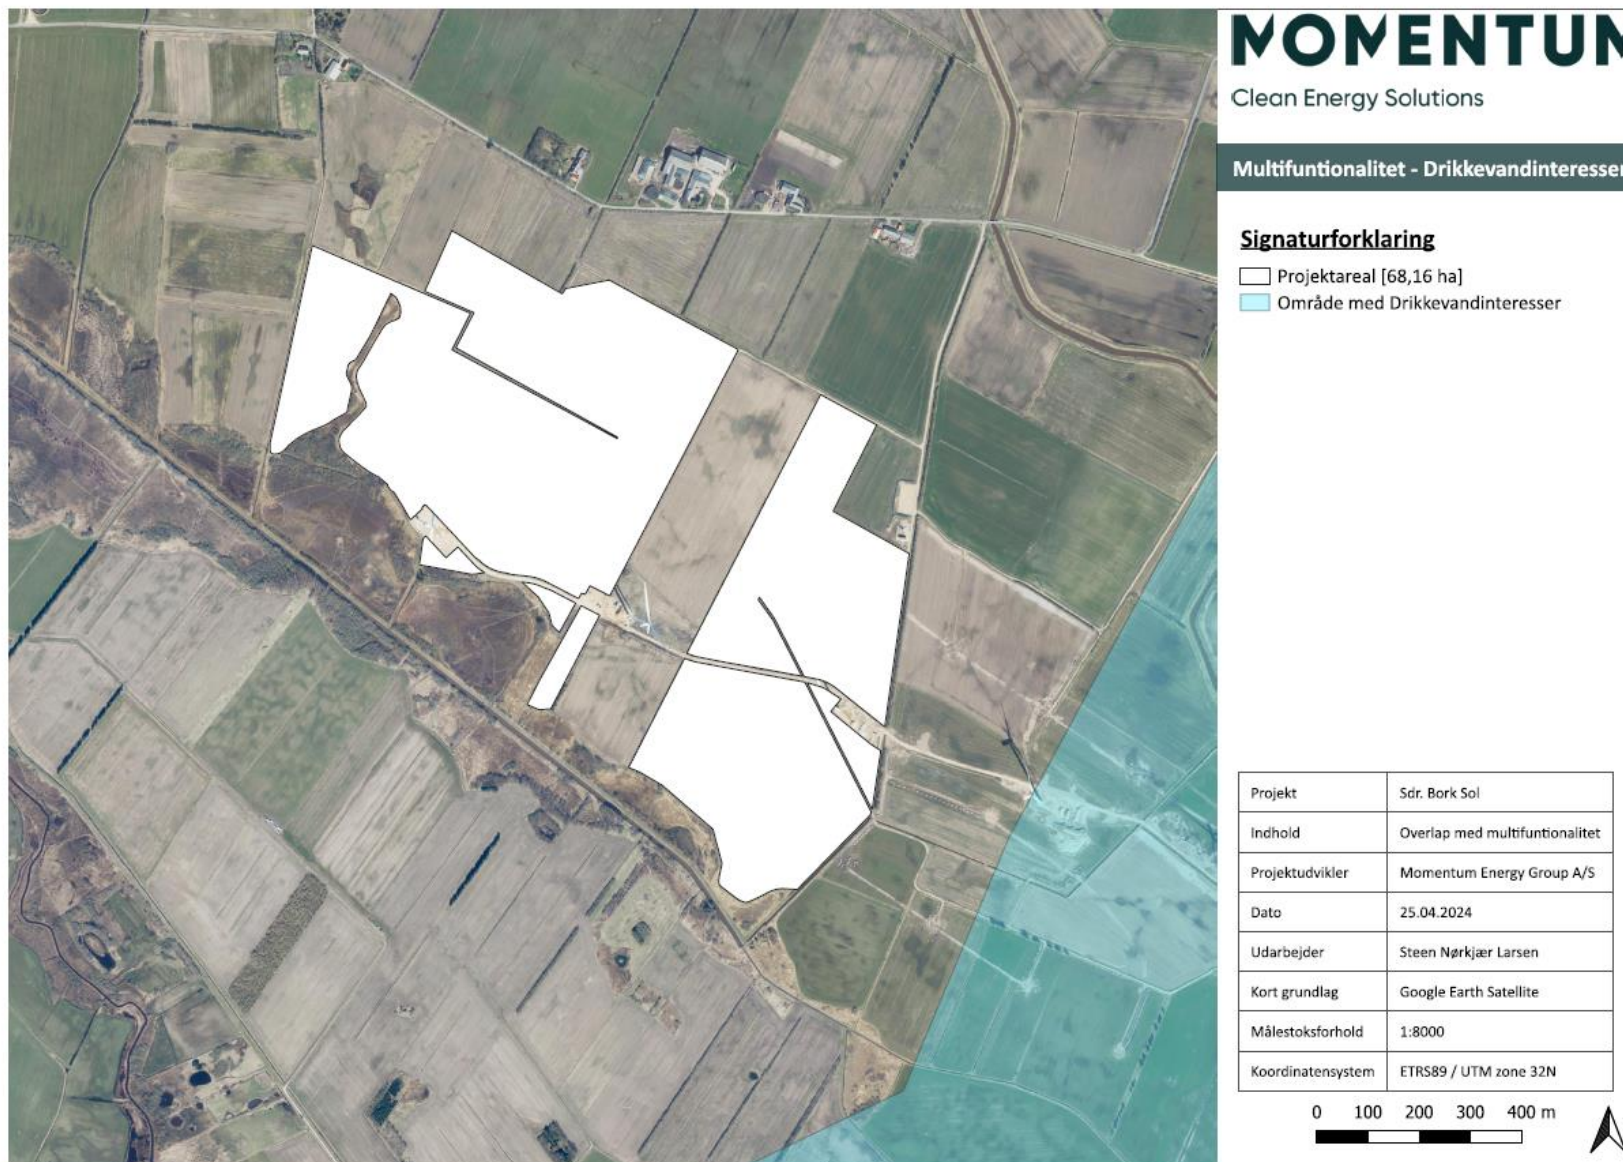 MOMENTUM
Clean Energy Solutions
Multifuntionalitet - Drikkevandinteresser
Signaturforklaring
Projektareal [68,16 ha]
Område med Drikkevandinteresser
Projekt Sdr. Bork Sol
Indhold Overlap med multifuntionalitet
Projektudvikler Momentum Energy Group A/S
Dato 25.04.2024
Udarbejder Steen Nørkjær Larsen
Kort grundlag Google Earth Satellite
Målestoksforhold 1:8000
Koordinatensystem ETRS89 / UTM zone 32N
0 100 200 300 400 m